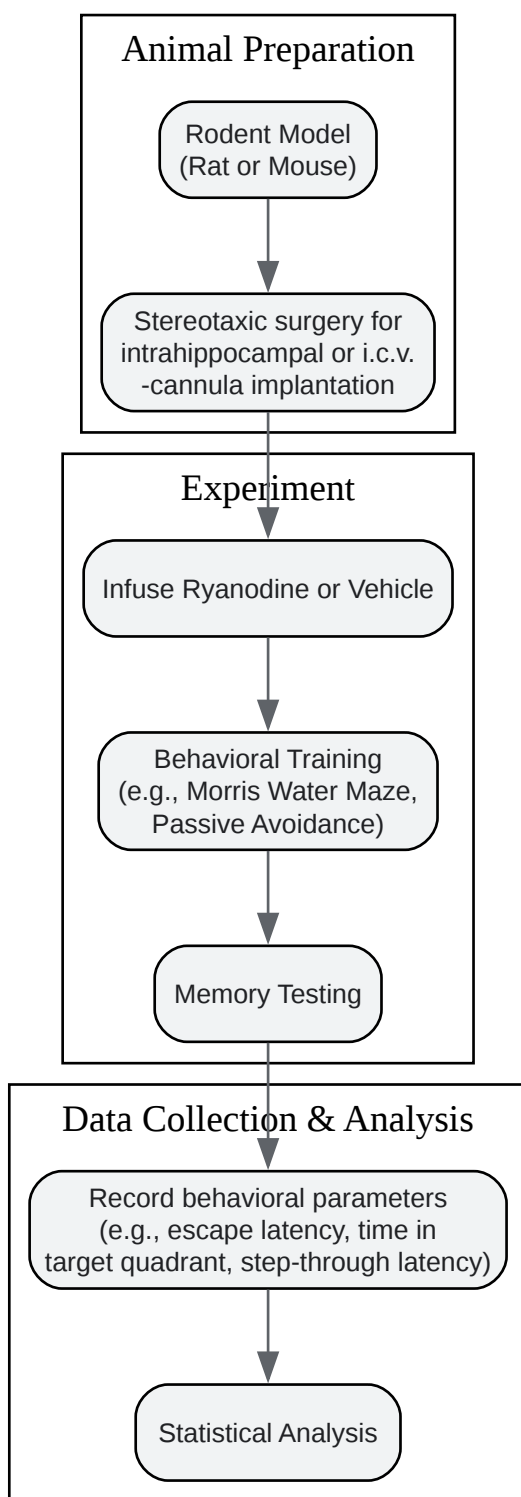 Animal Preparation
Rodent Model
(Rat or Mouse)
Stereotaxic surgery for
intrahippocampal or i.c.v.
-cannula implantation
Experiment
Infuse Ryanodine or Vehicle
Behavioral Training
(e.g., Morris Water Maze,
Passive Avoidance)
Memory Testing
Data Collection & Analysis
Record behavioral parameters
(e.g., escape latency, time in
target quadrant, step-through latency)
Statistical Analysis